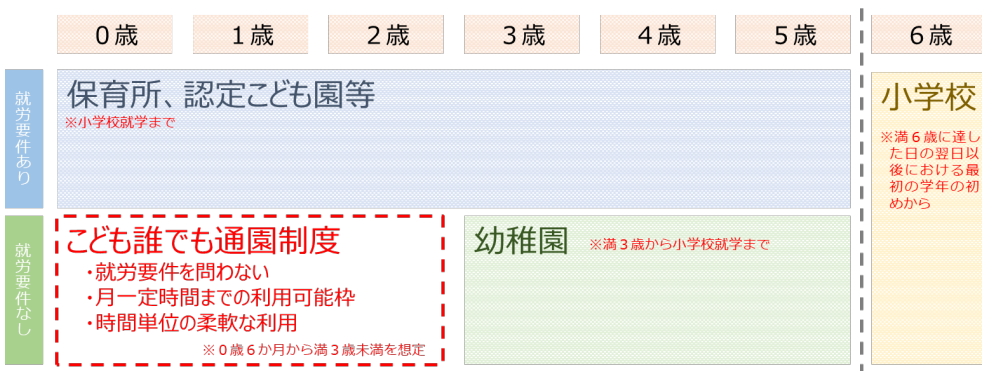 ０歳
１歳
２歳
３歳
４歳
５歳
６歳
就労要件あり
保育所、認定こども園等
※小学校就学まで
小学校
※満６歳に達し
た日の翌日以
後における最
初の学年の初
めから
就労要件なし
こども誰でも通園制度
・就労要件を問わない
・月一定時間までの利用可能枠
・時間単位の柔軟な利用
※０歳６か月から満３歳未満を想定
幼稚園
※満３歳から小学校就学まで